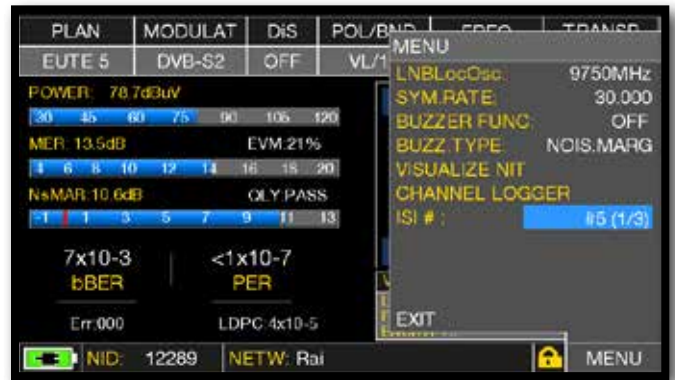 PLAN MODULAT DiS POL/BND FREQ TRANSP
EUTE 5 DVB-S2 OFF VL/1
MENU
LNBLocOsc: 9750MHz
SYM.RATE: 30.000
BUZZER FUNC: OFF
BUZZ TYPE: NOIS.MARG
VISUALIZE NIT
CHANNEL LOGGER
ISI # : #5 (1/3)
EXIT
POWER: 78.7dBuV
30 45 60 75 90 105 120
MER: 13.5dB EVM:21%
4 6 8 10 12 14 16 18 20
NsMAR:10.6dB QLY:PASS
-1 1 3 5 7 9 11 13
7x10-3 <1x10-7
bBER PER
Err:000 LDPC:4x10-5
NID: 12289 NETW: Rai MENU